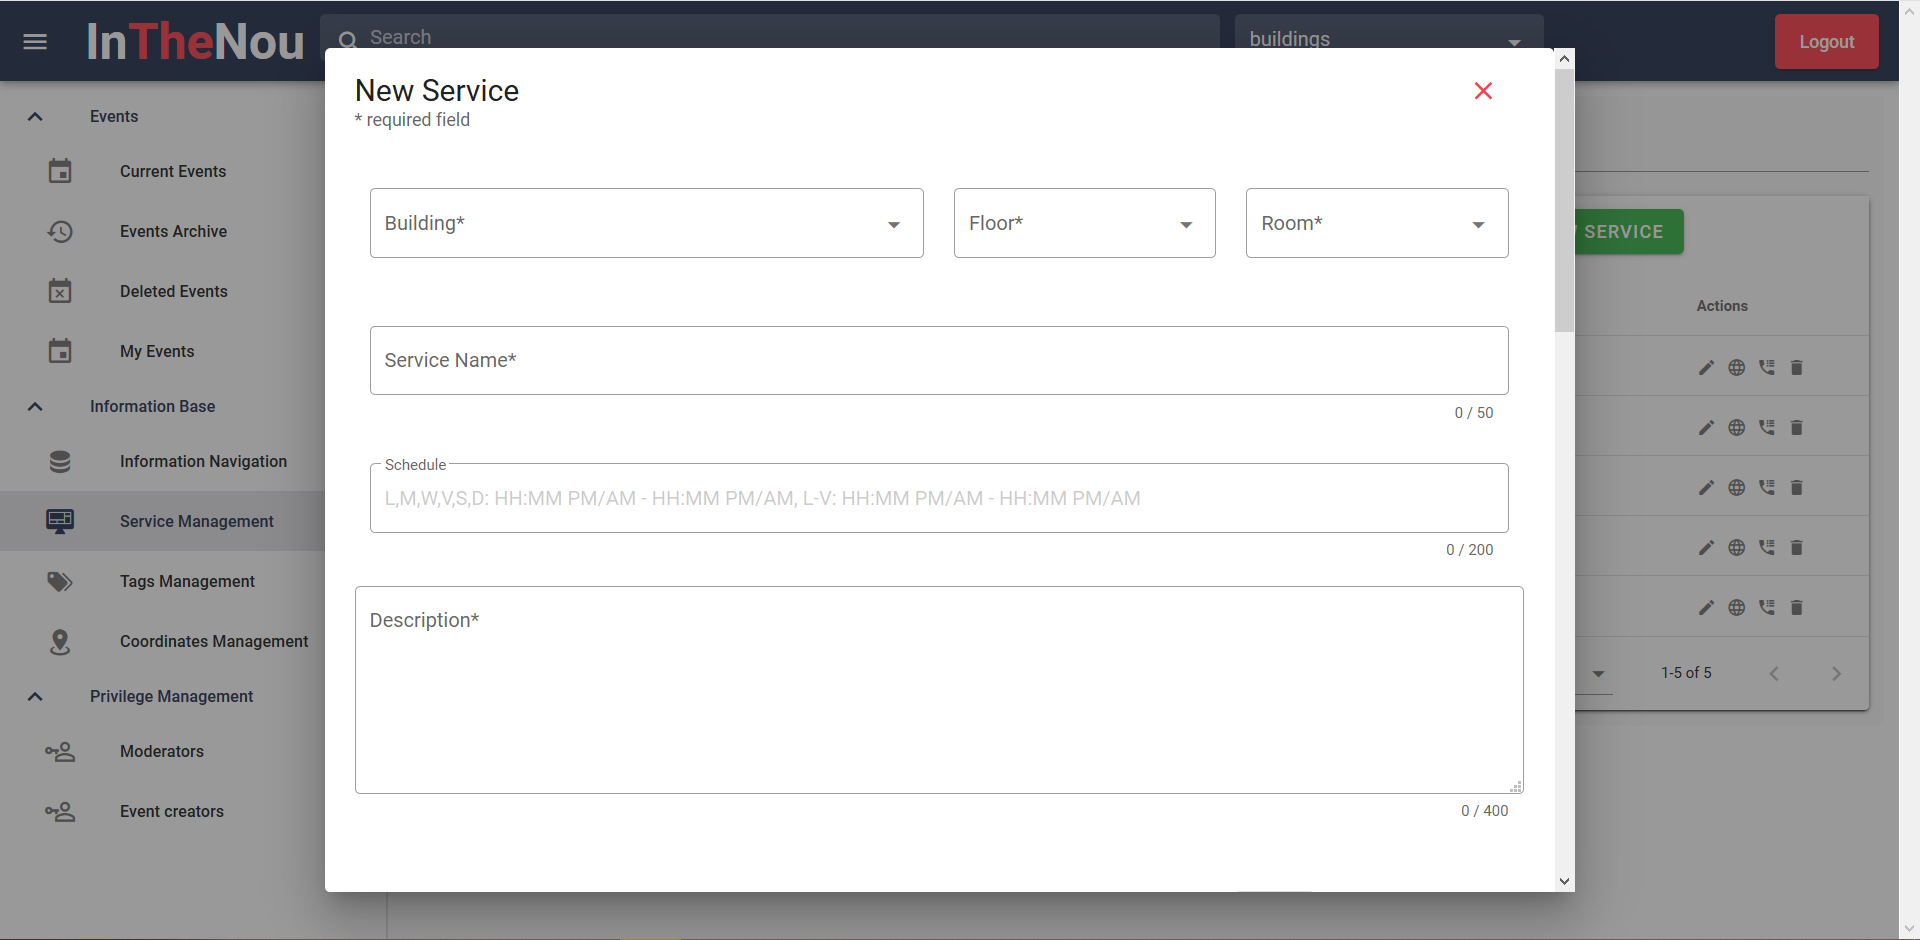 InTheNou
Search
buildings
Logout
Events
Current Events
Events Archive
Deleted Events
My Events
Information Base
Information Navigation
Service Management
Tags Management
Coordinates Management
Privilege Management
Moderators
Event creators
New Service
* required field
Building*
Floor*
Room*
Service Name*
0 / 50
Schedule
L,M,W,V,S,D: HH:MM PM/AM - HH:MM PM/AM, L-V: HH:MM PM/AM - HH:MM PM/AM
0 / 200
Description*
0 / 400
SERVICE
Actions
1-5 of 5